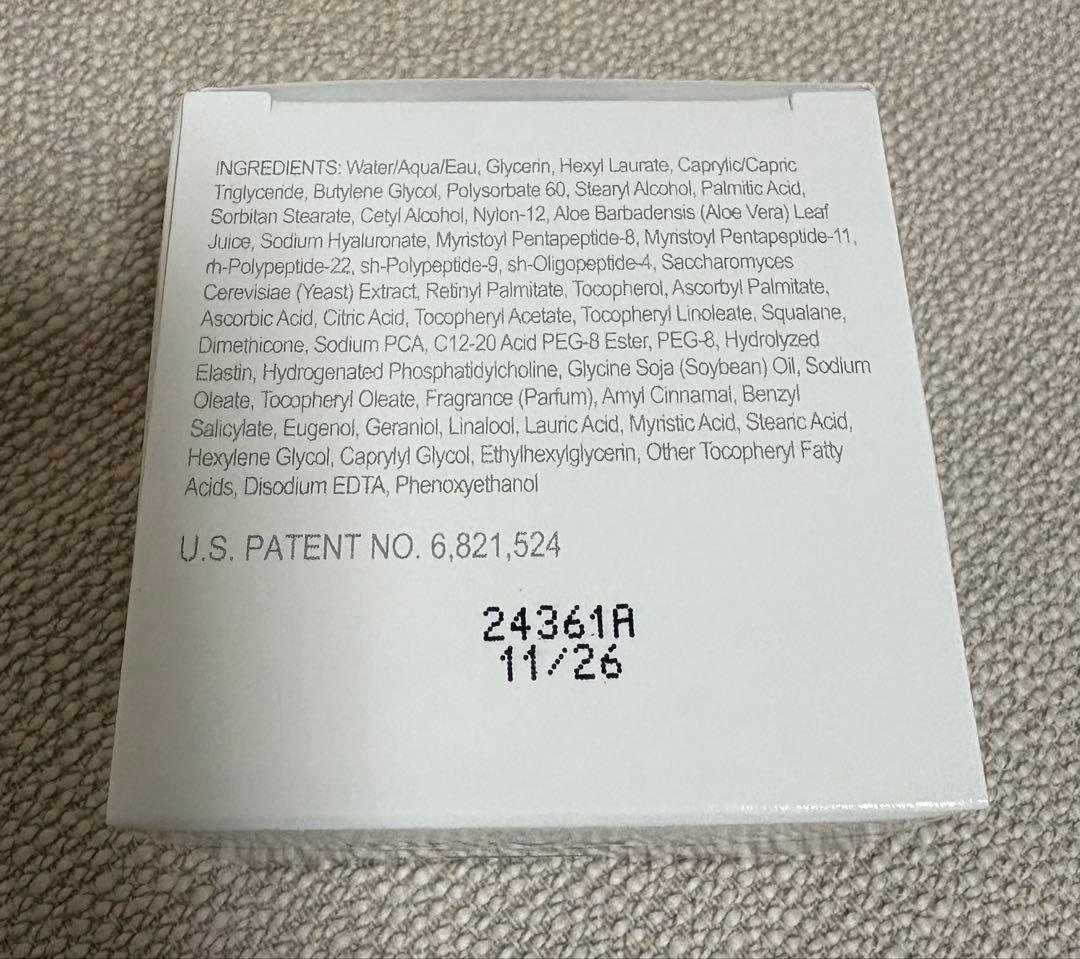 INGREDIENTS: Water/Aqua/Eau, Glycerin, Hexyl Laurate, Caprylic/Capric
Triglyceride, Butylene Glycol, Polysorbate 60, Stearyl Alcohol, Palmitic Acid,
Sorbitan Stearate, Cetyl Alcohol, Nylon-12, Aloe Barbadensis (Aloe Vera) Leaf
Juice, Sodium Hyaluronate, Myristoyl Pentapeptide-8, Myristoyl Pentapeptide-11,
rh-Polypeptide-22, sh-Polypeptide-9, sh-Oligopeptide-4, Saccharomyces
Cerevisiae (Yeast) Extract, Retinyl Palmitate, Tocopherol, Ascorbyl Palmitate,
Ascorbic Acid, Citric Acid, Tocopheryl Acetate, Tocopheryl Linoleate, Squalane,
Dimethicone, Sodium PCA, C12-20 Acid PEG-8 Ester, PEG-8, Hydrolyzed
Elastin, Hydrogenated Phosphatidylcholine, Glycine Soja (Soybean) Oil, Sodium
Oleate, Tocopheryl Oleate, Fragrance (Parfum), Amyl Cinnamal, Benzyl
Salicylate, Eugenol, Geraniol, Linalool, Lauric Acid, Myristic Acid, Stearic Acid,
Hexylene Glycol, Caprylyl Glycol, Ethylhexylglycerin, Other Tocopheryl Fatty
Acids, Disodium EDTA, Phenoxyethanol
U.S. PATENT NO. 6,821,524
24361A
11/26